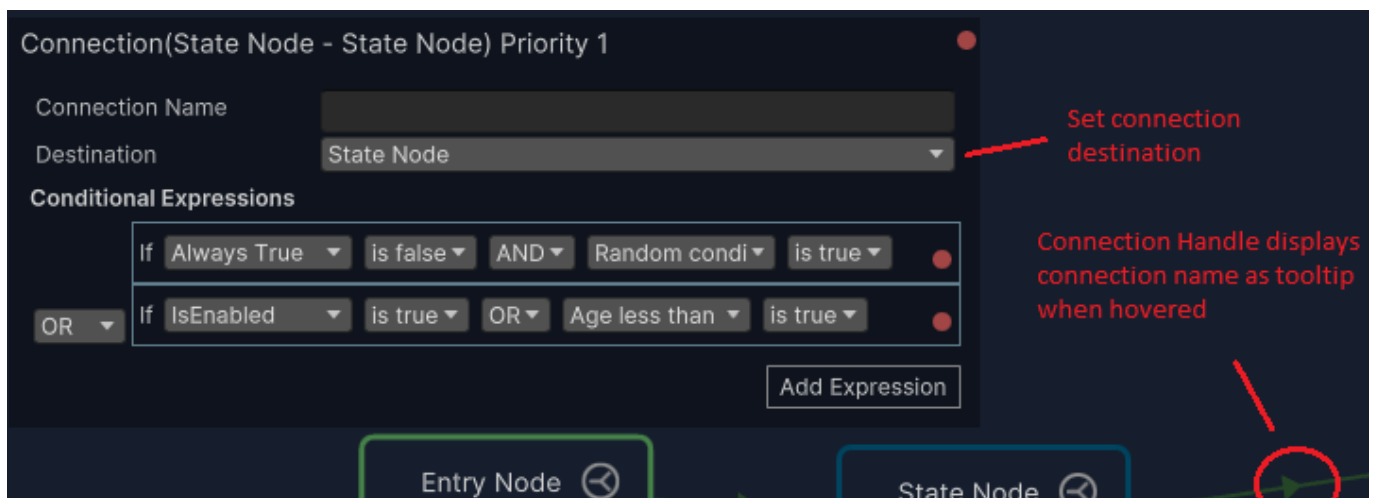 Connection(State Node - State Node) Priority 1
Connection Name
Destination State Node
Set connection
destination
Conditional Expressions
If Always True is false AND Random condi is true
OR If IsEnabled is true OR Age less than is true
Connection Handle displays
connection name as tooltip
when hovered
Add Expression
Entry Node
State Node